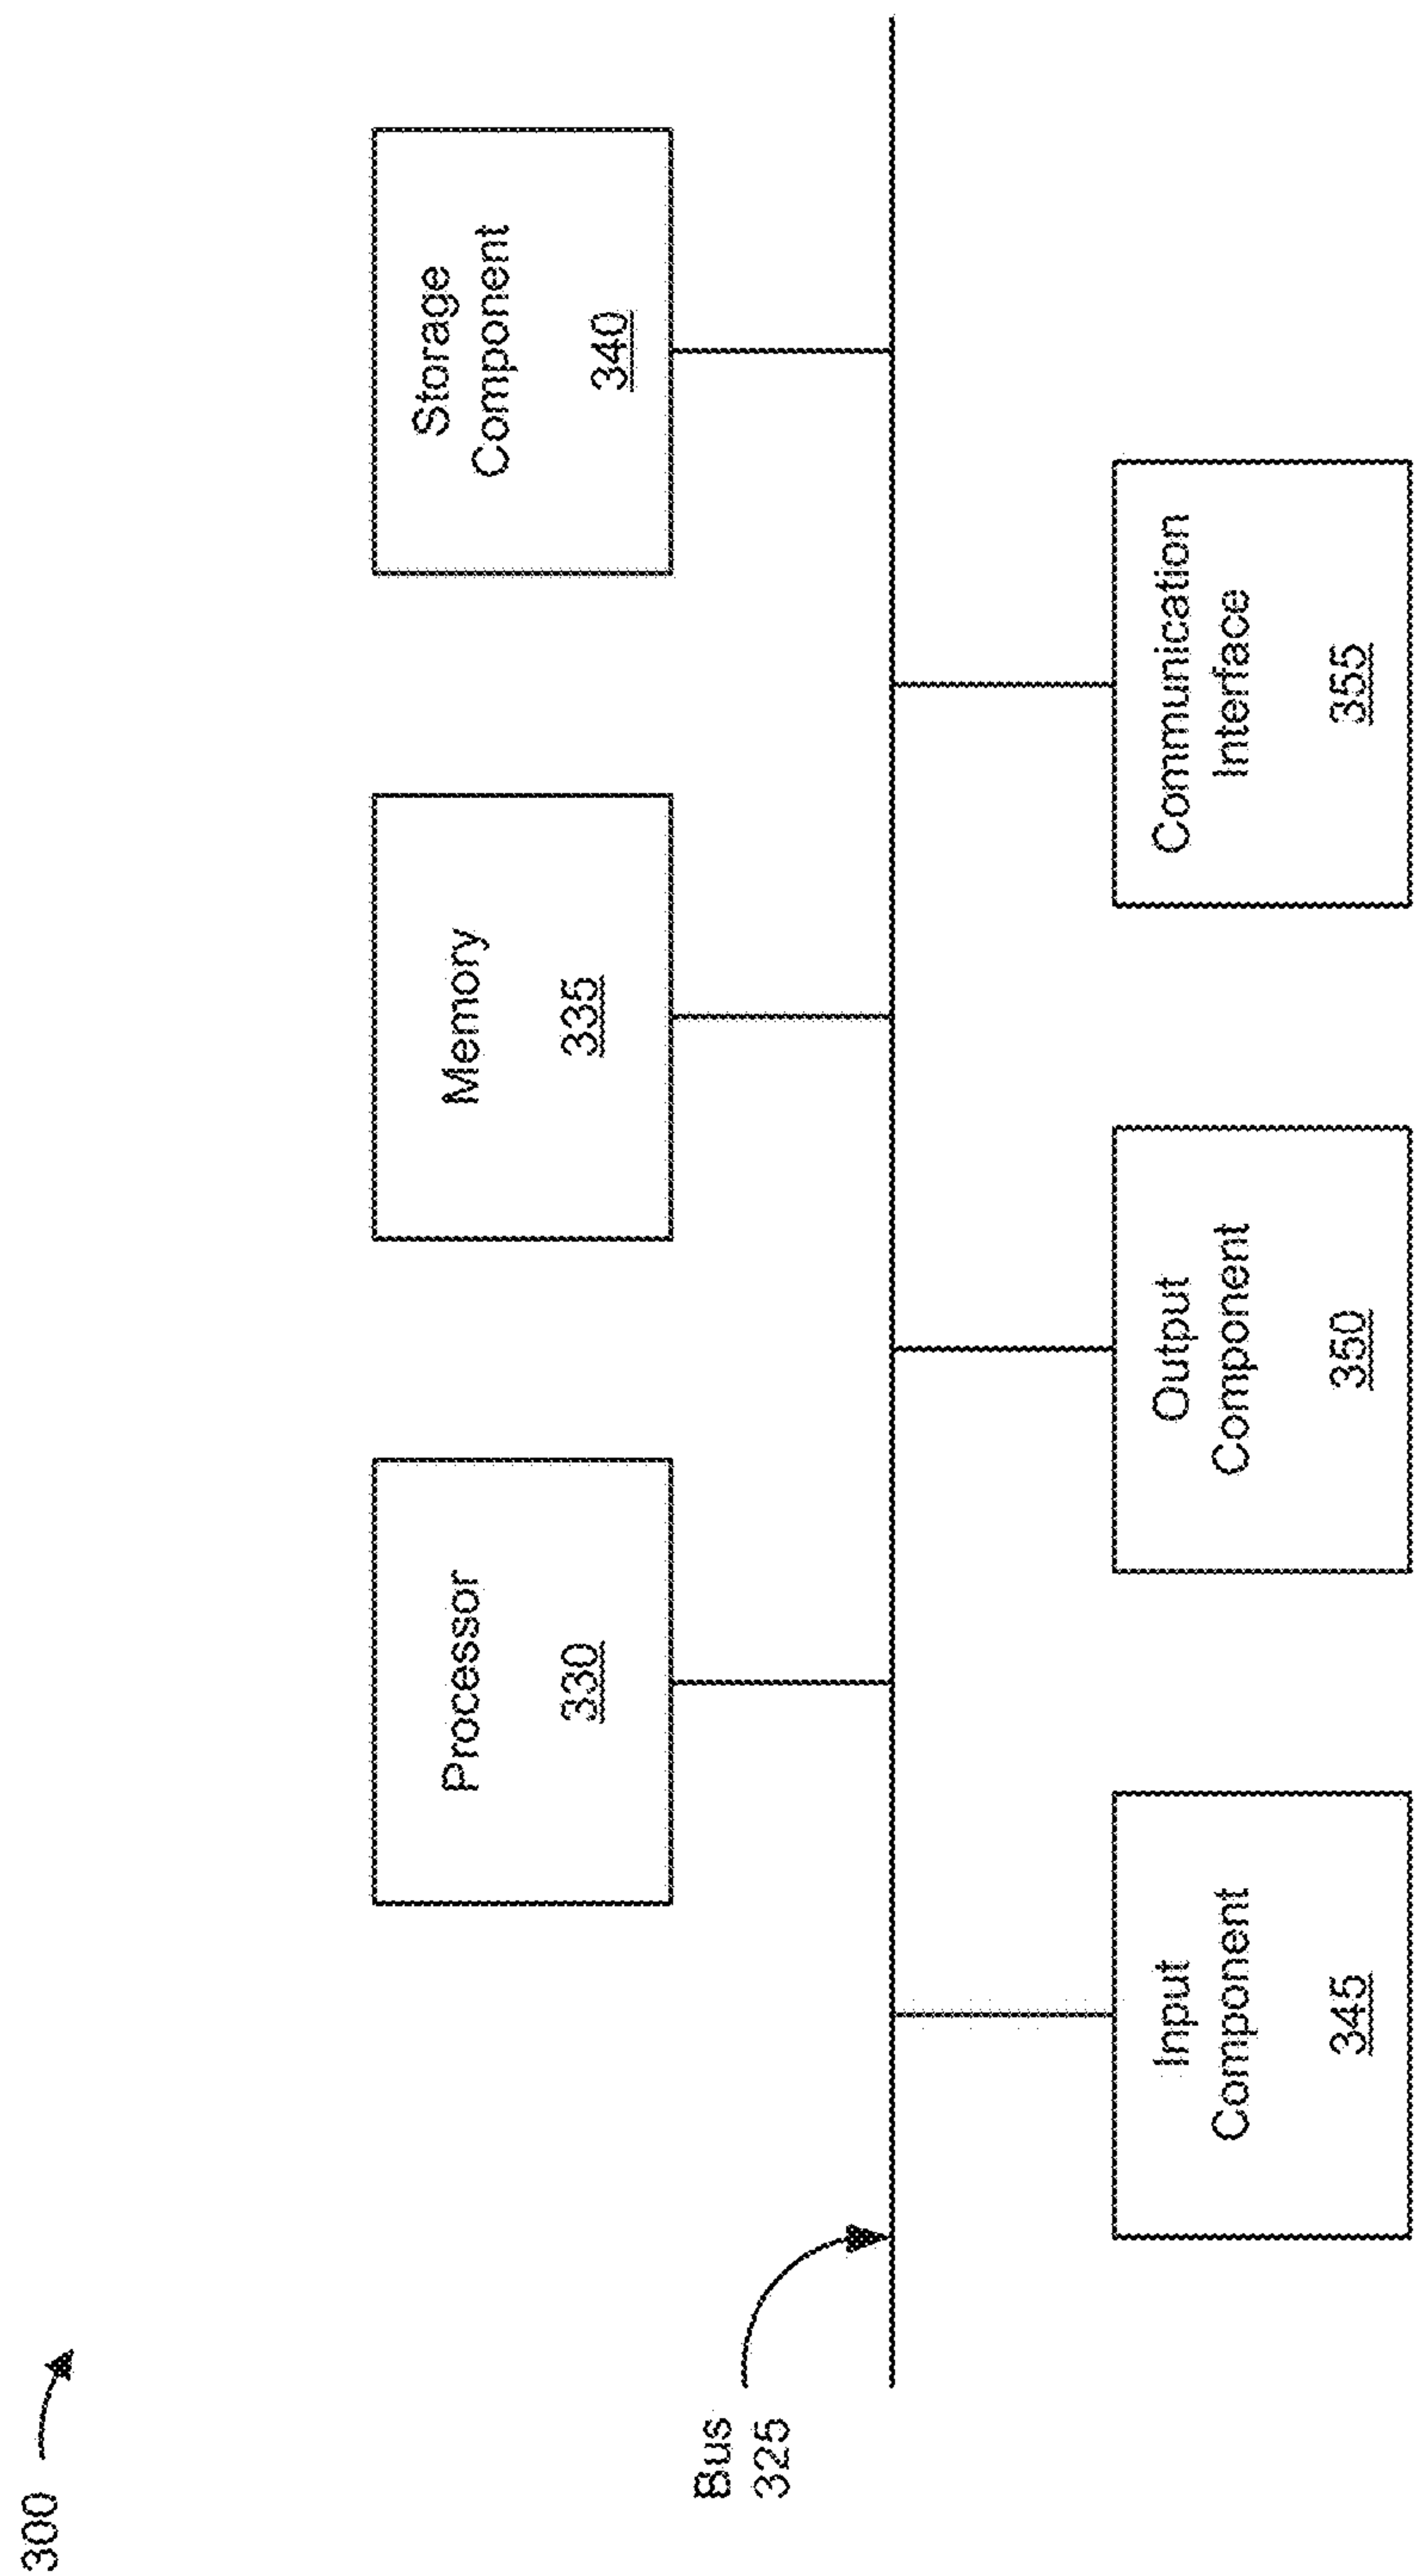 300
Processor
330
Memory
335
Storage
Component
340
Bus
325
Input
Component
345
Output
Component
350
Communication
Interface
355